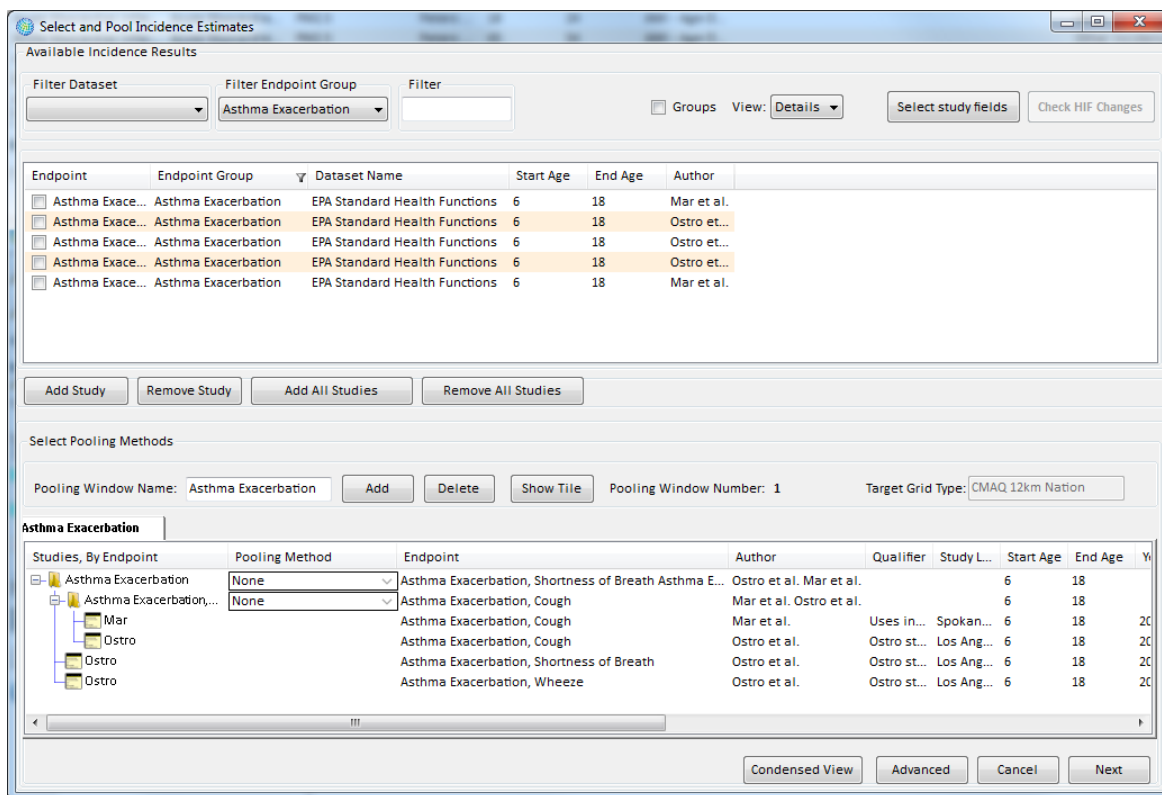 Select and Pool Incidence Estimates
Available Incidence Results
Filter Dataset Filter Endpoint Group Filter
Asthma Exacerbation Groups View: Details Select study fields Check HIF Changes
Endpoint Endpoint Group Dataset Name Start Age End Age Author
Asthma Exace... Asthma Exacerbation EPA Standard Health Functions 6 18 Mar et al.
Asthma Exace... Asthma Exacerbation EPA Standard Health Functions 6 18 Ostro et...
Asthma Exace... Asthma Exacerbation EPA Standard Health Functions 6 18 Ostro et...
Asthma Exace... Asthma Exacerbation EPA Standard Health Functions 6 18 Ostro et...
Asthma Exace... Asthma Exacerbation EPA Standard Health Functions 6 18 Mar et al.
Add Study Remove Study Add All Studies Remove All Studies
Select Pooling Methods
Pooling Window Name: Asthma Exacerbation Add Delete Show Tile Pooling Window Number: 1 Target Grid Type: CMAQ 12km Nation
Asthma Exacerbation
Studies, By Endpoint Pooling Method Endpoint Author Qualifier Study L... Start Age End Age
Asthma Exacerbation None Asthma Exacerbation, Shortness of Breath Asthma E... Ostro et al. Mar et al. 6 18
Asthma Exacerbation,... None Asthma Exacerbation, Cough Mar et al. Ostro et al. 6 18
Mar Asthma Exacerbation, Cough Mar et al. Uses in... Spokan... 6 18 20
Ostro Asthma Exacerbation, Cough Ostro et al. Ostro st... Los Ang... 6 18 20
Ostro Asthma Exacerbation, Shortness of Breath Ostro et al. Ostro st... Los Ang... 6 18 20
Ostro Asthma Exacerbation, Wheeze Ostro et al. Ostro st... Los Ang... 6 18 20
Condensed View Advanced Cancel Next